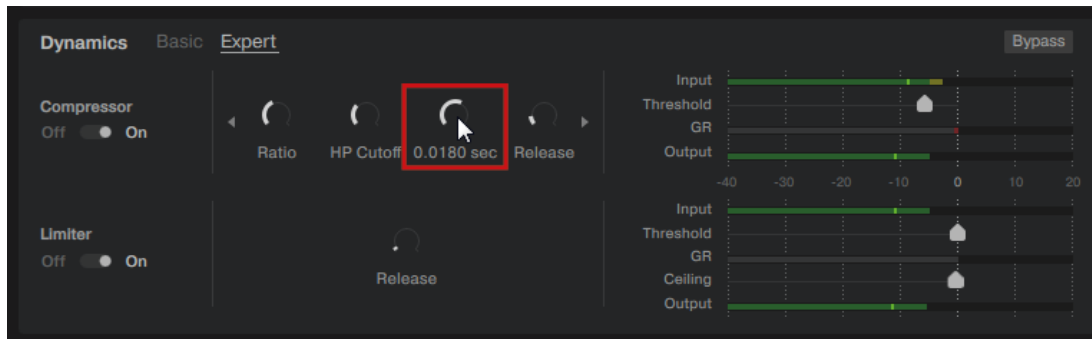 Dynamics Basic Expert Bypass
Input
Compressor Threshold
Off On GR
Ratio HP Cutoff 0.0180 sec Release Output
-40 -30 -20 -10 0 10 20
Input
Limiter Threshold
Off On GR
Release Ceiling
Output